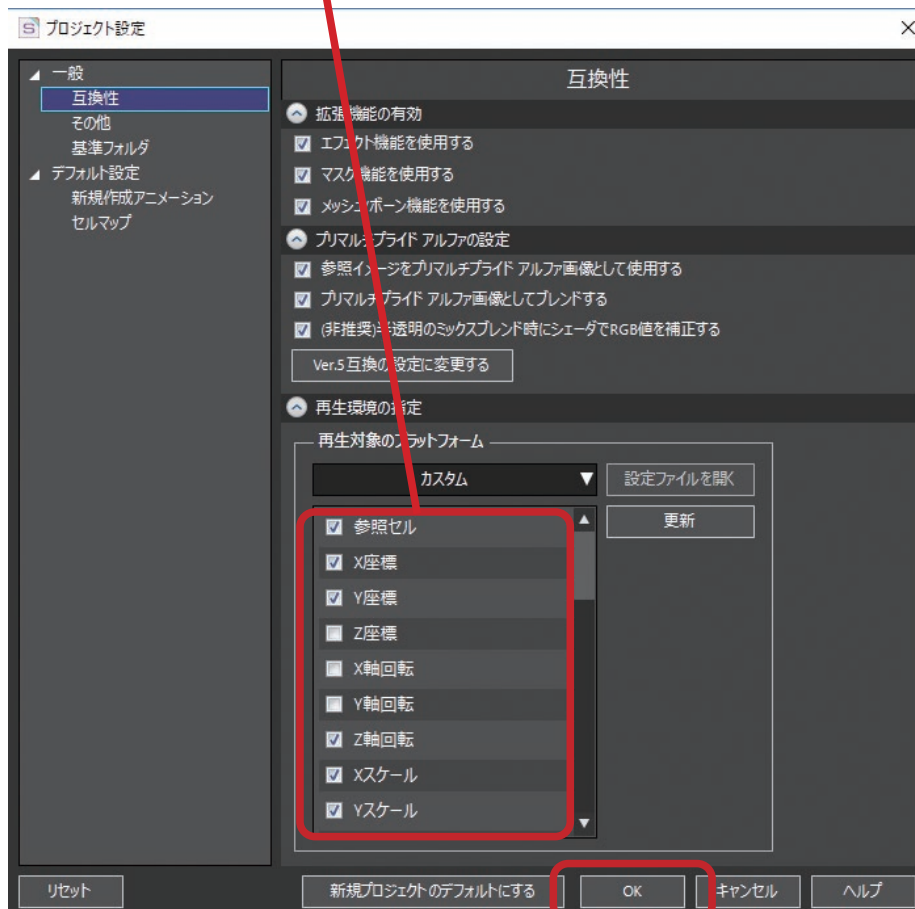 プロジェクト設定
一般
互換性
その他
基準フォルダ
デフォルト設定
新規作成アニメーション
セルマップ
互換性
拡張機能の有効
エフェクト機能を使用する
マスク機能を使用する
メッシュ/ボーン機能を使用する
プリマルチプライド アルファの設定
参照イメージをプリマルチプライド アルファ画像として使用する
プリマルチプライド アルファ画像としてブレンドする
(非推奨)半透明のミックスブレンド時にシェーダでRGB値を補正する
Ver.5互換の設定に変更する
再生環境の指定
再生対象のプラットフォーム
カスタム
設定ファイルを開く
更新
参照セル
X座標
Y座標
Z座標
X軸回転
Y軸回転
Z軸回転
Xスケール
Yスケール
リセット
新規プロジェクトのデフォルトにする
OK
キャンセル
ヘルプ